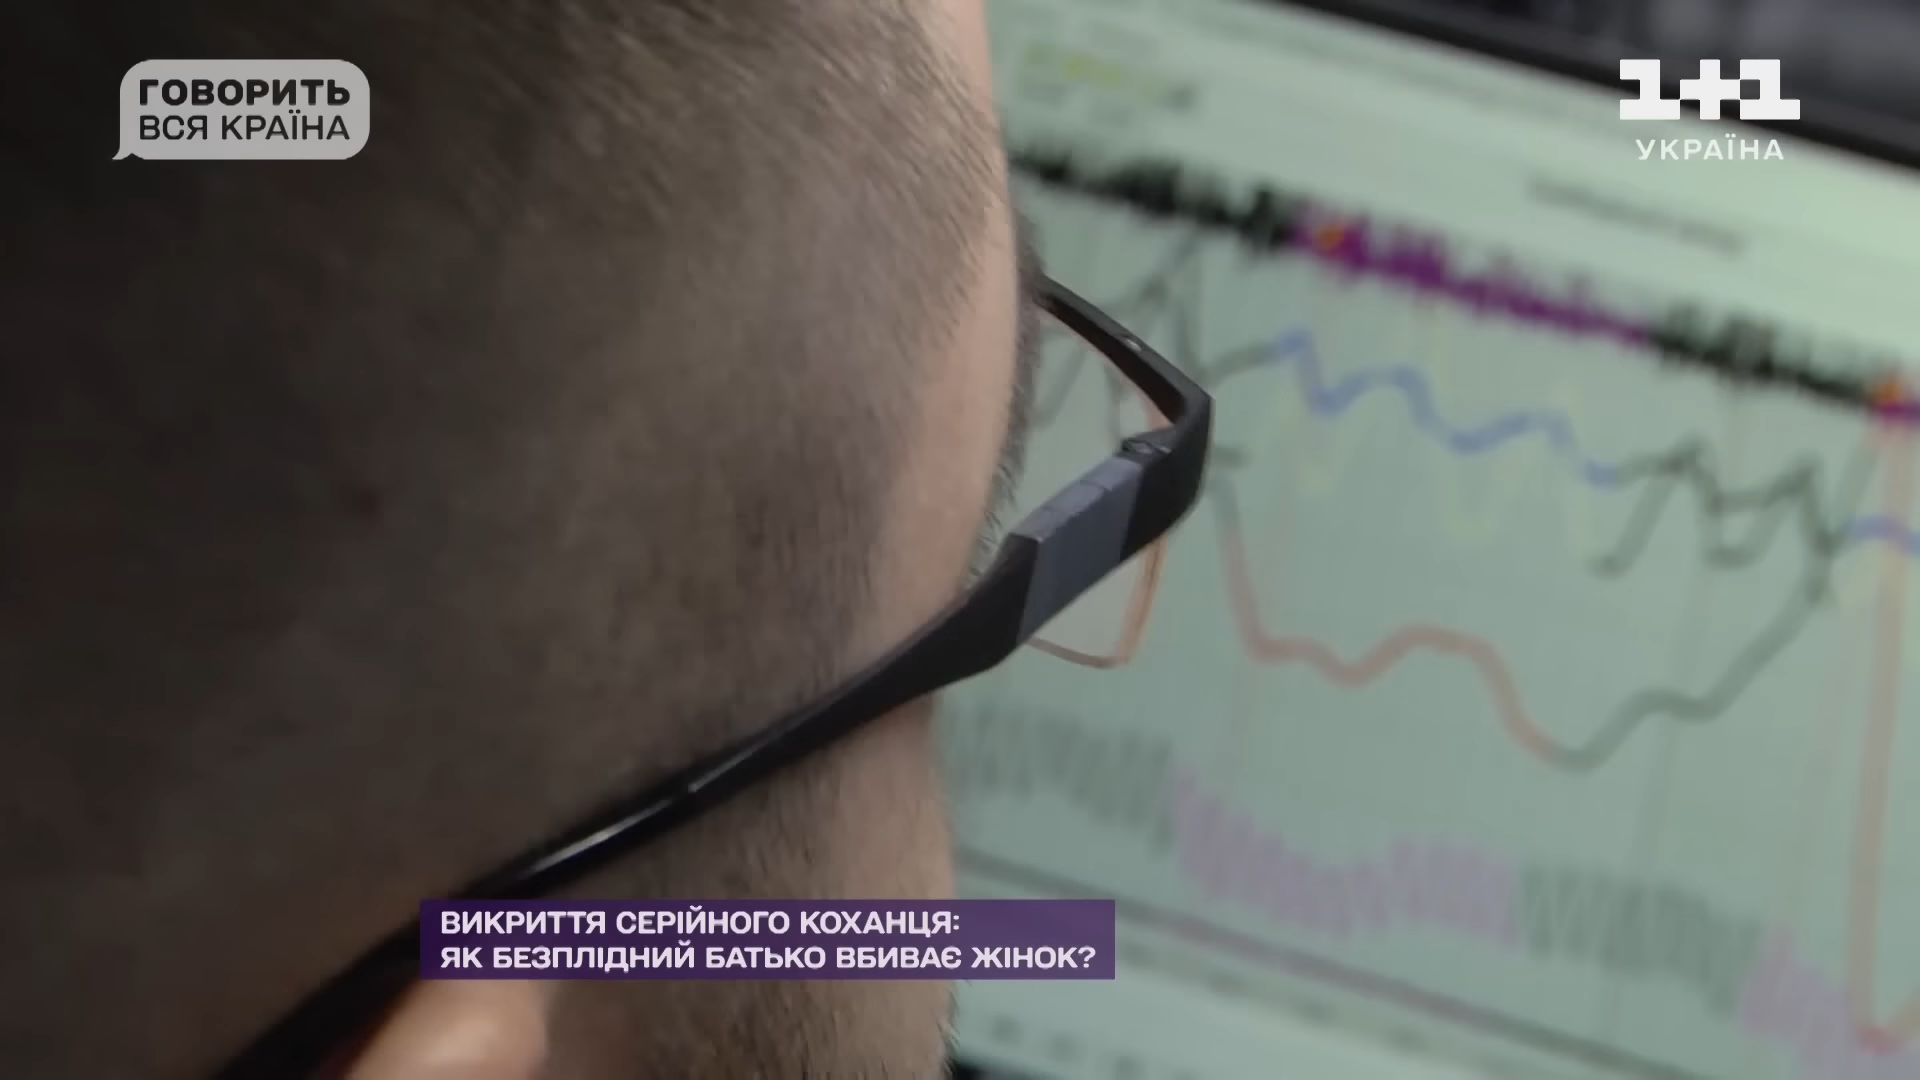 ГОВОРИТЬ
ВСЯ КРАЇНА
1+1
УКРАЇНА
ВИКРИТТЯ СЕРІЙНОГО КОХАНЦЯ:
ЯК БЕЗПЛІДНИЙ БАТЬКО ВБИВАЄ ЖІНОК?